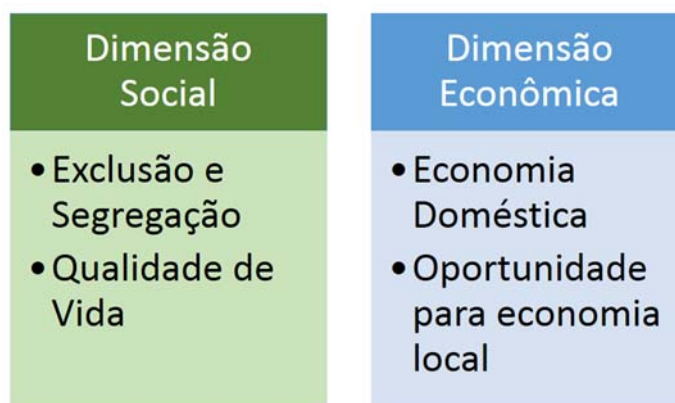 Dimensão
Social
•Exclusão e
Segregação
•Qualidade de
Vida
Dimensão
Econômica
•Economia
Doméstica
•Oportunidade
para economia
local